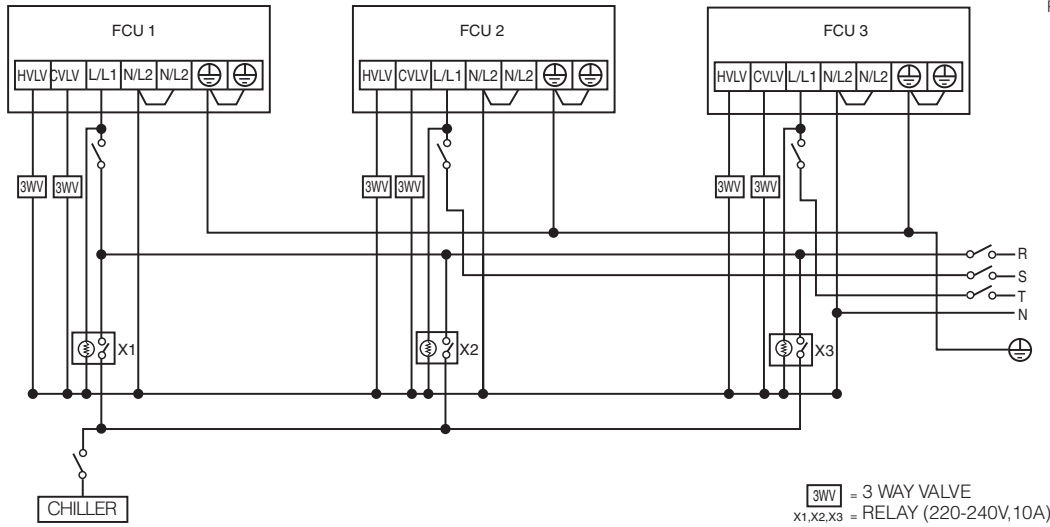 F
FCU 1
FCU 2
FCU 3
HVLV CVLV L/L1 N/L2 N/L2
HVLV CVLV L/L1 N/L2 N/L2
HVLV CVLV L/L1 N/L2 N/L2
3WV 3WV
3WV 3WV
3WV 3WV
R
S
T
N
X1
X2
X3
CHILLER
3WV = 3 WAY VALVE
X1,X2,X3 = RELAY (220-240V,10A)